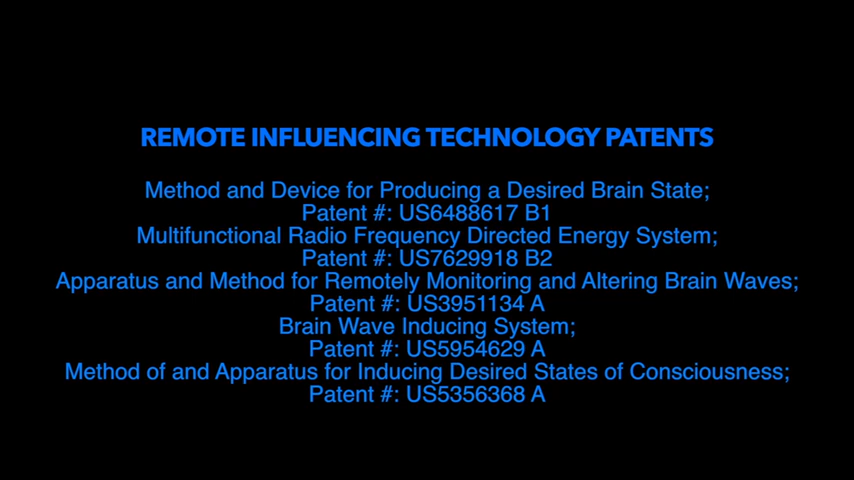 REMOTE INFLUENCING TECHNOLOGY PATENTS
Method and Device for Producing a Desired Brain State;
Patent #: US6488617 B1
Multifunctional Radio Frequency Directed Energy System;
Patent #: US7629918 B2
Apparatus and Method for Remotely Monitoring and Altering Brain Waves;
Patent #: US3951134 A
Brain Wave Inducing System;
Patent #: US5954629 A
Method of and Apparatus for Inducing Desired States of Consciousness;
Patent #: US5356368 A